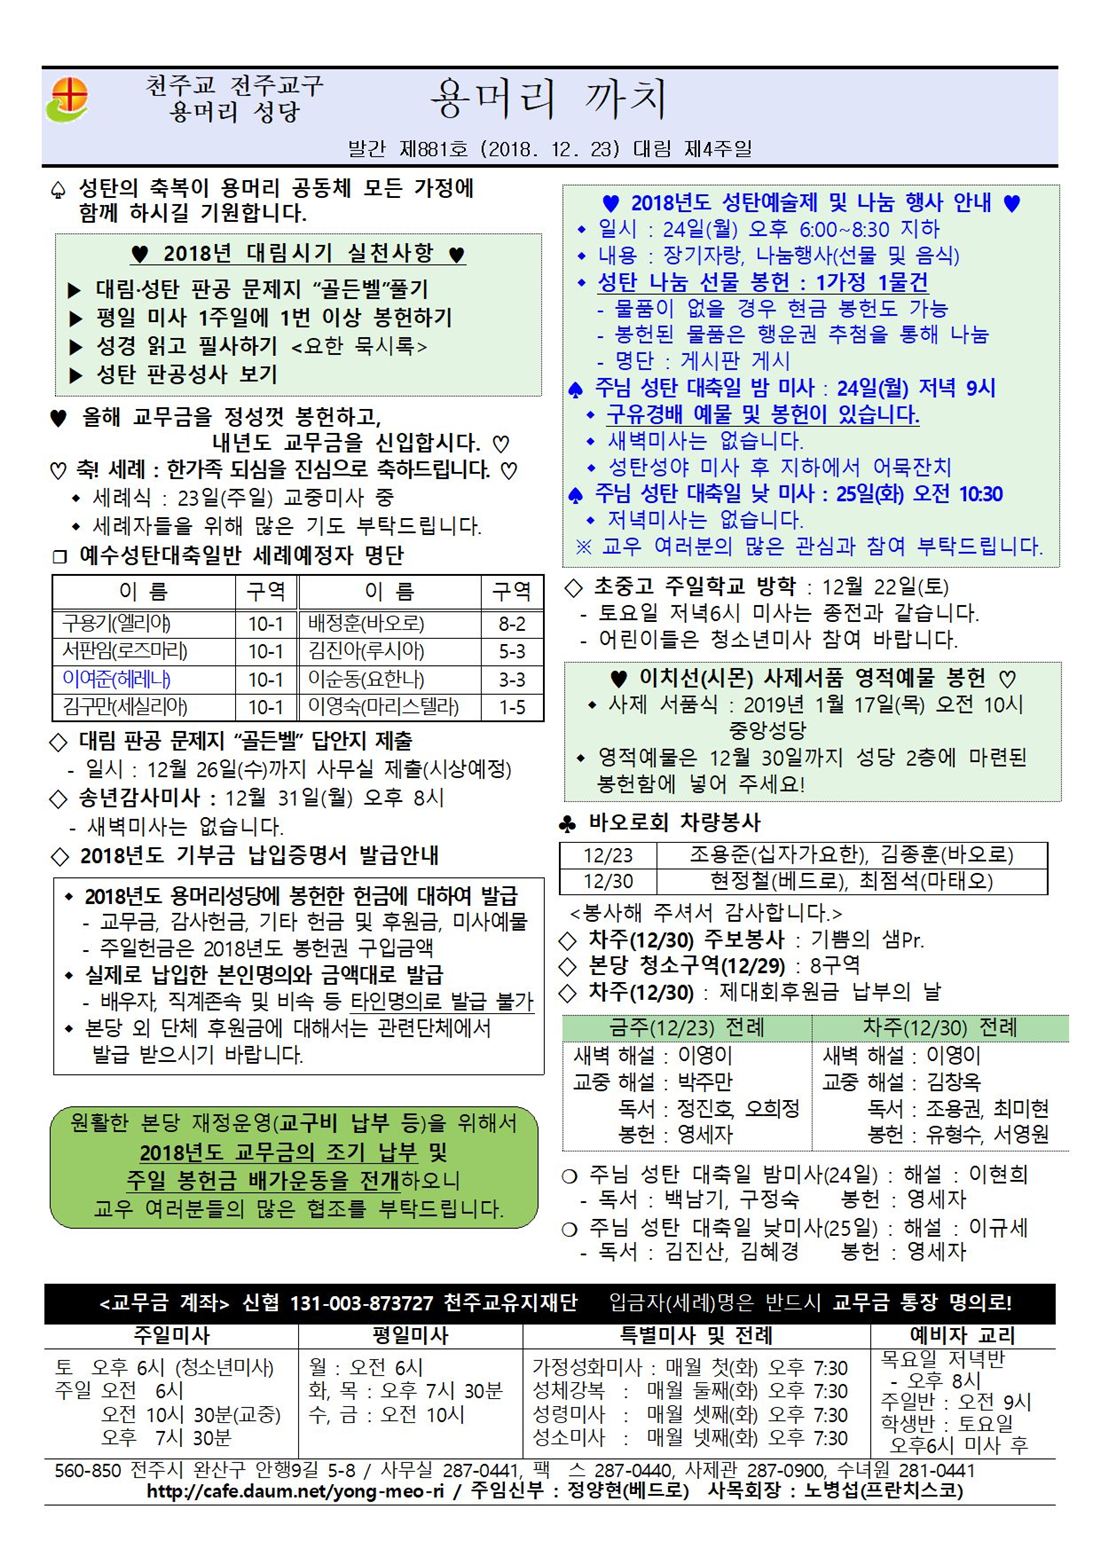 천주교 전주교구
용머리 성당
용머리 까치
발간 제881호 (2018. 12. 23) 대림 제4주일
♤ 성탄의 축복이 용머리 공동체 모든 가정에
함께 하시길 기원합니다.
♥ 2018년 대림시기 실천사항 ♥
▶ 대림·성탄 판공 문제지 “골든벨”풀기
▶ 평일 미사 1주일에 1번 이상 봉헌하기
▶ 성경 읽고 필사하기 <요한 묵시록>
▶ 성탄 판공성사 보기
♥ 올해 교무금을 정성껏 봉헌하고,
내년도 교무금을 신입합시다. ♡
♡ 축! 세례 : 한가족 되심을 진심으로 축하드립니다. ♡
◆ 세례식 : 23일(주일) 교중미사 중
◆ 세례자들을 위해 많은 기도 부탁드립니다.
❒ 예수성탄대축일반 세례예정자 명단
이 름 구역 이 름 구역
구용기(엘리야) 10-1 배정훈(바오로) 8-2
서판임(로즈마리) 10-1 김진아(루시아) 5-3
이여준(헤레나) 10-1 이순동(요한나) 3-3
김구만(세실리아) 10-1 이영숙(마리스텔라) 1-5
◇ 대림 판공 문제지 “골든벨” 답안지 제출
- 일시 : 12월 26일(수)까지 사무실 제출(시상예정)
◇ 송년감사미사 : 12월 31일(월) 오후 8시
- 새벽미사는 없습니다.
◇ 2018년도 기부금 납입증명서 발급안내
◆ 2018년도 용머리성당에 봉헌한 헌금에 대하여 발급
- 교무금, 감사헌금, 기타 헌금 및 후원금, 미사예물
- 주일헌금은 2018년도 봉헌권 구입금액
◆ 실제로 납입한 본인명의와 금액대로 발급
- 배우자, 직계존속 및 비속 등 타인명의로 발급 불가
◆ 본당 외 단체 후원금에 대해서는 관련단체에서
발급 받으시기 바랍니다.
원활한 본당 재정운영(교구비 납부 등)을 위해서
2018년도 교무금의 조기 납부 및
주일 봉헌금 배가운동을 전개하오니
교우 여러분들의 많은 협조를 부탁드립니다.
♥ 2018년도 성탄예술제 및 나눔 행사 안내 ♥
◆ 일시 : 24일(월) 오후 6:00~8:30 지하
◆ 내용 : 장기자랑, 나눔행사(선물 및 음식)
◆ 성탄 나눔 선물 봉헌 : 1가정 1물건
- 물품이 없을 경우 현금 봉헌도 가능
- 봉헌된 물품은 행운권 추첨을 통해 나눔
- 명단 : 게시판 게시
♠ 주님 성탄 대축일 밤 미사 : 24일(월) 저녁 9시
◆ 구유경배 예물 및 봉헌이 있습니다.
◆ 새벽미사는 없습니다.
◆ 성탄성야 미사 후 지하에서 어묵잔치
♠ 주님 성탄 대축일 낮 미사 : 25일(화) 오전 10:30
◆ 저녁미사는 없습니다.
※ 교우 여러분의 많은 관심과 참여 부탁드립니다.
◇ 초중고 주일학교 방학 : 12월 22일(토)
- 토요일 저녁6시 미사는 종전과 같습니다.
- 어린이들은 청소년미사 참여 바랍니다.
♥ 이치선(시몬) 사제서품 영적예물 봉헌 ♡
◆ 사제 서품식 : 2019년 1월 17일(목) 오전 10시
중앙성당
◆ 영적예물은 12월 30일까지 성당 2층에 마련된
봉헌함에 넣어 주세요!
♣ 바오로회 차량봉사
12/23 조용준(십자가요한), 김종훈(바오로)
12/30 현정철(베드로), 최점석(마태오)
<봉사해 주셔서 감사합니다.>
◇ 차주(12/30) 주보봉사 : 기쁨의 샘Pr.
◇ 본당 청소구역(12/29) : 8구역
◇ 차주(12/30) : 제대회후원금 납부의 날
금주(12/23) 전례 차주(12/30) 전례
새벽 해설 : 이영이 새벽 해설 : 이영이
교중 해설 : 박주만 교중 해설 : 김창옥
독서 : 정진호, 오희정 독서 : 조용권, 최미현
봉헌 : 영세자 봉헌 : 유형수, 서영원
❍ 주님 성탄 대축일 밤미사(24일) : 해설 : 이현희
- 독서 : 백남기, 구정숙 봉헌 : 영세자
❍ 주님 성탄 대축일 낮미사(25일) : 해설 : 이규세
- 독서 : 김진산, 김혜경 봉헌 : 영세자
<교무금 계좌> 신협 131-003-873727 천주교유지재단 입금자(세례)명은 반드시 교무금 통장 명의로!
주일미사 평일미사 특별미사 및 전례 예비자 교리
토 오후 6시 (청소년미사)
주일 오전 6시
오전 10시 30분(교중)
오후 7시 30분
월 : 오전 6시
화, 목 : 오후 7시 30분
수, 금 : 오전 10시
가정성화미사 : 매월 첫(화) 오후 7:30
성체강복 : 매월 둘째(화) 오후 7:30
성령미사 : 매월 셋째(화) 오후 7:30
성소미사 : 매월 넷째(화) 오후 7:30
목요일 저녁반
- 오후 8시
주일반 : 오전 9시
학생반 : 토요일
오후6시 미사 후
560-850 전주시 완산구 안행9길 5-8 / 사무실 287-0441, 팩 스 287-0440, 사제관 287-0900, 수녀원 281-0441
http://cafe.daum.net/yong-meo-ri / 주임신부 : 정양현(베드로) 사목회장 : 노병섭(프란치스코)